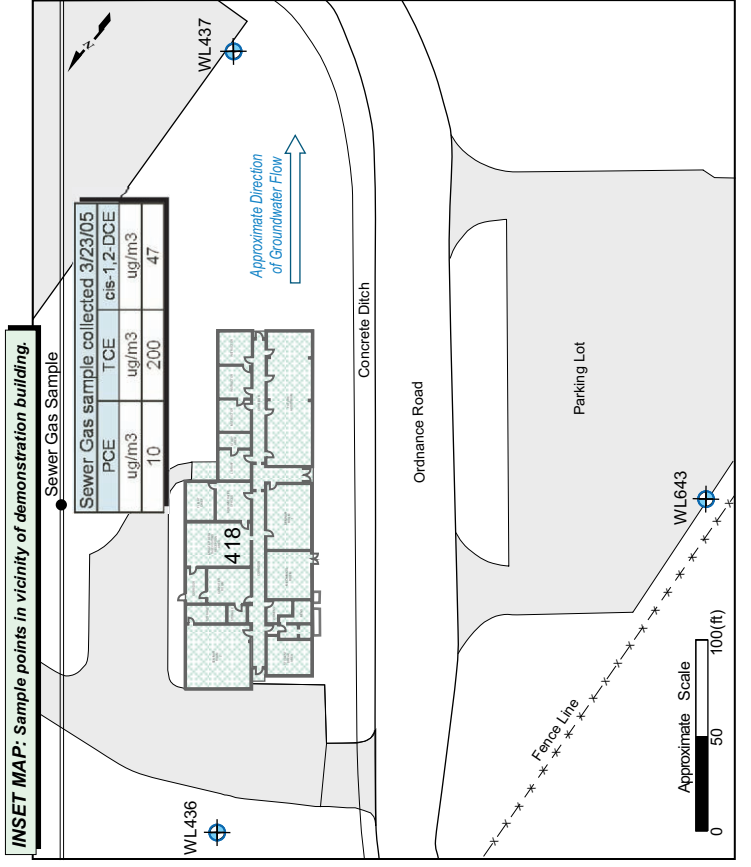 INSET MAP: Sample points in vicinity of demonstration building.
Sewer Gas Sample
N
WL437
Sewer Gas sample collected 3/23/05
PCE TCE cis-1,2-DCE
ug/m3 ug/m3 ug/m3
10 200 47
Approximate Direction
of Groundwater Flow
418
WL436
Concrete Ditch
Ordnance Road
Parking Lot
WL643
Fence Line
Approximate Scale
0 50 100(ft)